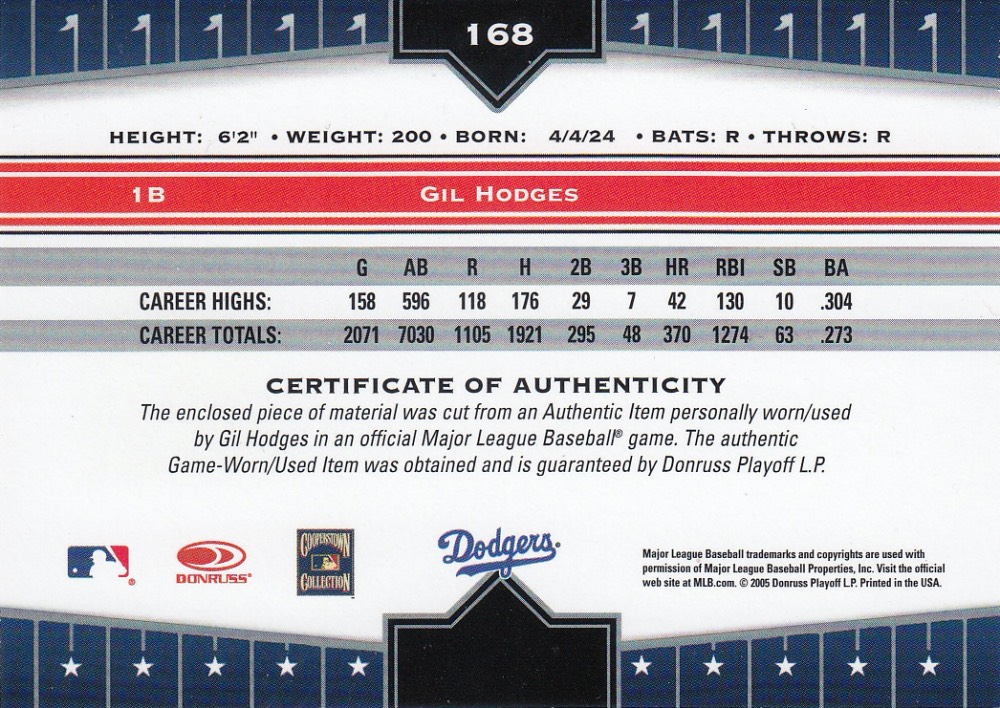 168
HEIGHT: 6'2" • WEIGHT: 200 • BORN: 4/4/24 • BATS: R • THROWS: R
1B GIL HODGES
G AB R H 2B 3B HR RBI SB BA
CAREER HIGHS: 158 596 118 176 29 7 42 130 10 .304
CAREER TOTALS: 2071 7030 1105 1921 295 48 370 1274 63 .273
CERTIFICATE OF AUTHENTICITY
The enclosed piece of material was cut from an Authentic Item personally worn/used
by Gil Hodges in an official Major League Baseball® game. The authentic
Game-Worn/Used Item was obtained and is guaranteed by Donruss Playoff L.P.
DONRUSS®
COOPERSTOWN
COLLECTION
Dodgers
Major League Baseball trademarks and copyrights are used with
permission of Major League Baseball Properties, Inc. Visit the official
web site at MLB.com. © 2005 Donruss Playoff L.P. Printed in the USA.